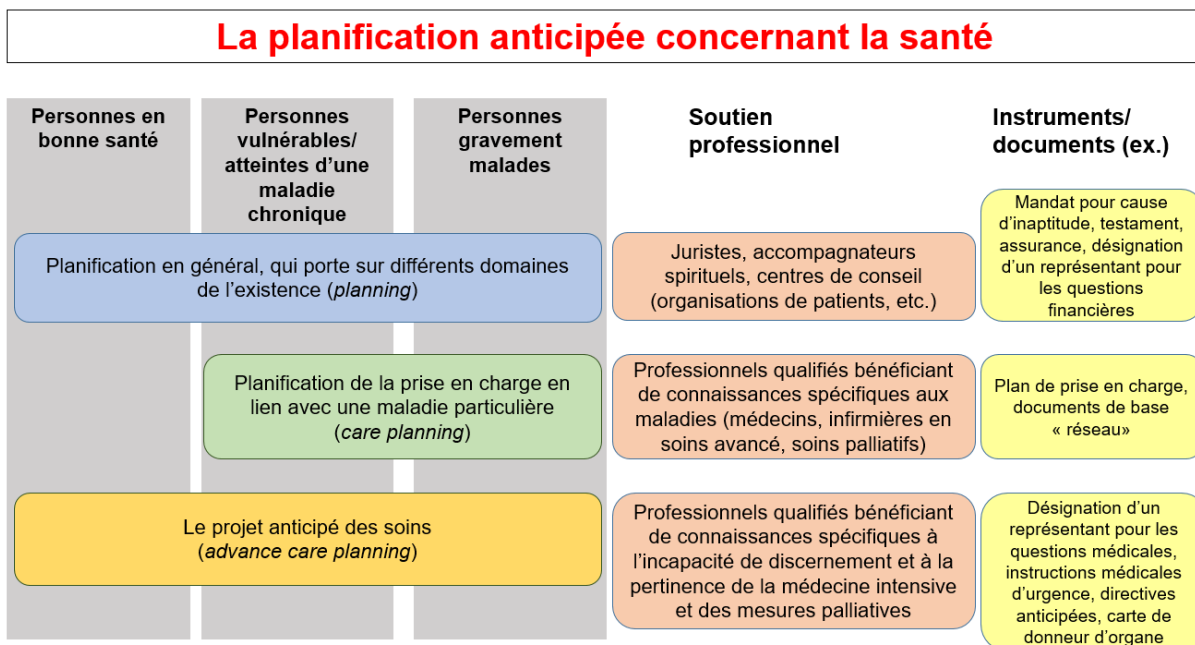 La planification anticipée concernant la santé
Personnes en
bonne santé
Personnes
vulnérables/
atteintes d’une
maladie
chronique
Personnes
gravement
malades
Soutien
professionnel
Instruments/
documents (ex.)
Planification en général, qui porte sur différents domaines
de l’existence (planning)
Juristes, accompagnateurs
spirituels, centres de conseil
(organisations de patients, etc.)
Mandat pour cause
d’inaptitude, testament,
assurance, désignation
d’un représentant pour
les questions
financières
Planification de la prise en charge en
lien avec une maladie particulière
(care planning)
Professionnels qualifiés bénéficiant
de connaissances spécifiques aux
maladies (médecins, infirmières en
soins avancé, soins palliatifs)
Plan de prise en charge,
documents de base
« réseau»
Le projet anticipé des soins
(advance care planning)
Professionnels qualifiés bénéficiant
de connaissances spécifiques à
l’incapacité de discernement et à la
pertinence de la médecine intensive
et des mesures palliatives
Désignation d’un
représentant pour les
questions médicales,
instructions médicales
d’urgence, directives
anticipées, carte de
donneur d’organe